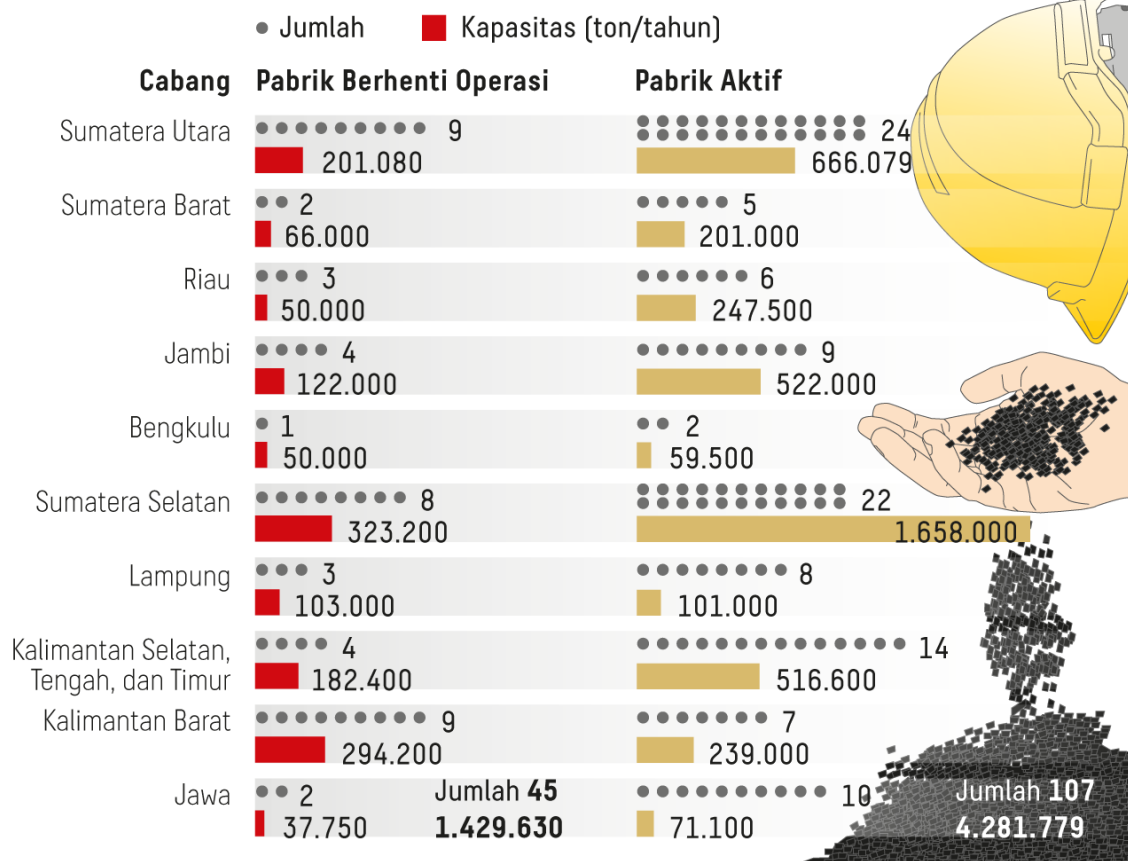 Jumlah Kapasitas (ton/tahun)
Cabang Pabrik Berhenti Operasi Pabrik Aktif
Sumatera Utara 9 24
201.080 666.079
Sumatera Barat 2 5
66.000 201.000
Riau 3 6
50.000 247.500
Jambi 4 9
122.000 522.000
Bengkulu 1 2
50.000 59.500
Sumatera Selatan 8 22
323.200 1.658.000
Lampung 3 8
103.000 101.000
Kalimantan Selatan, 4 14
Tengah, dan Timur 182.400 516.600
Kalimantan Barat 9 7
294.200 239.000
Jawa 2 Jumlah 45 10 Jumlah 107
37.750 1.429.630 71.100 4.281.779